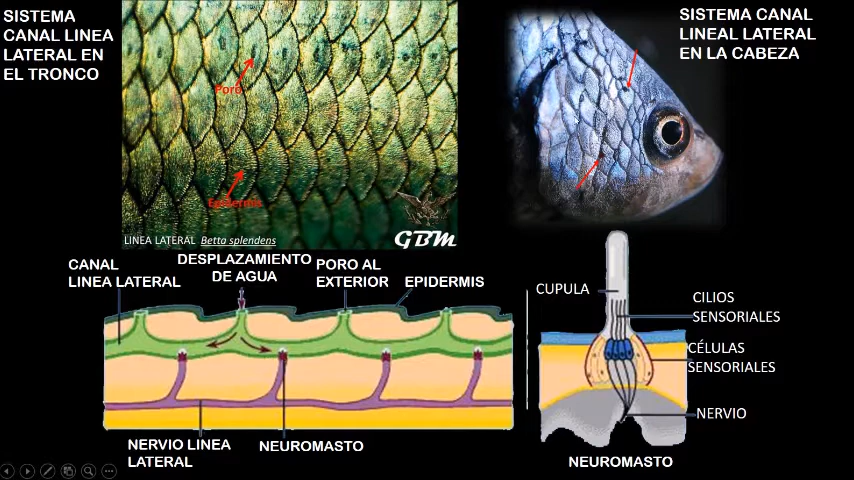 SISTEMA
CANAL LINEA
LATERAL EN
EL TRONCO
Poro
Epidermis
LINEA LATERAL Betta splendens
GBM
SISTEMA CANAL
LINEAL LATERAL
EN LA CABEZA
CANAL
LINEA LATERAL
DESPLAZAMIENTO
DE AGUA
PORO AL
EXTERIOR
EPIDERMIS
NERVIO LINEA
LATERAL
NEUROMASTO
CUPULA
CILIOS
SENSORIALES
CÉLULAS
SENSORIALES
NERVIO
NEUROMASTO